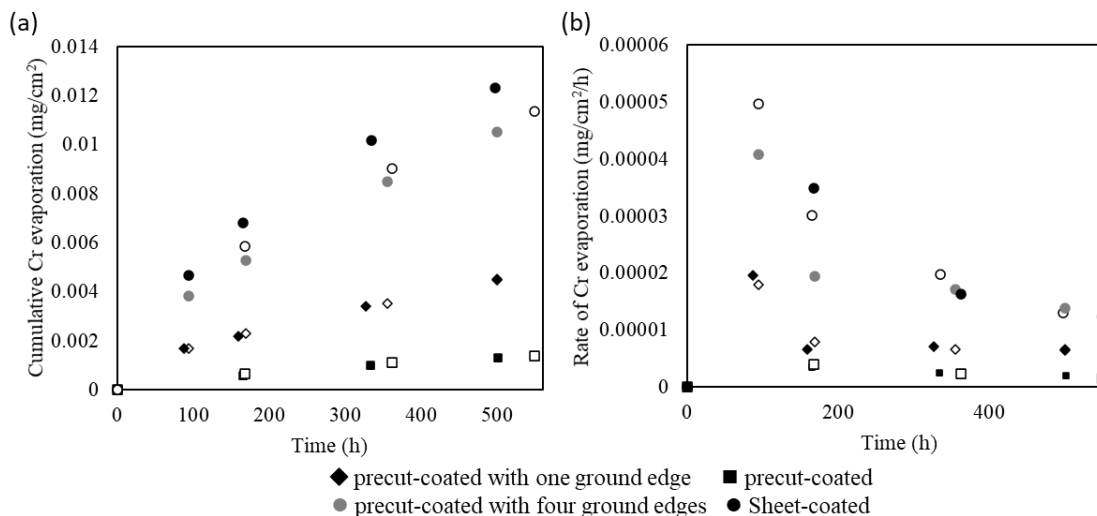 (a)
Cumulative Cr evaporation (mg/cm²)
0.014
0.012
0.01
0.008
0.006
0.004
0.002
0
0
100
200
300
400
500
Time (h)
(b)
Rate of Cr evaporation (mg/cm²/h)
0.00006
0.00005
0.00004
0.00003
0.00002
0.00001
0
0
200
400
Time (h)
precut-coated with one ground edge
precut-coated
precut-coated with four ground edges
Sheet-coated